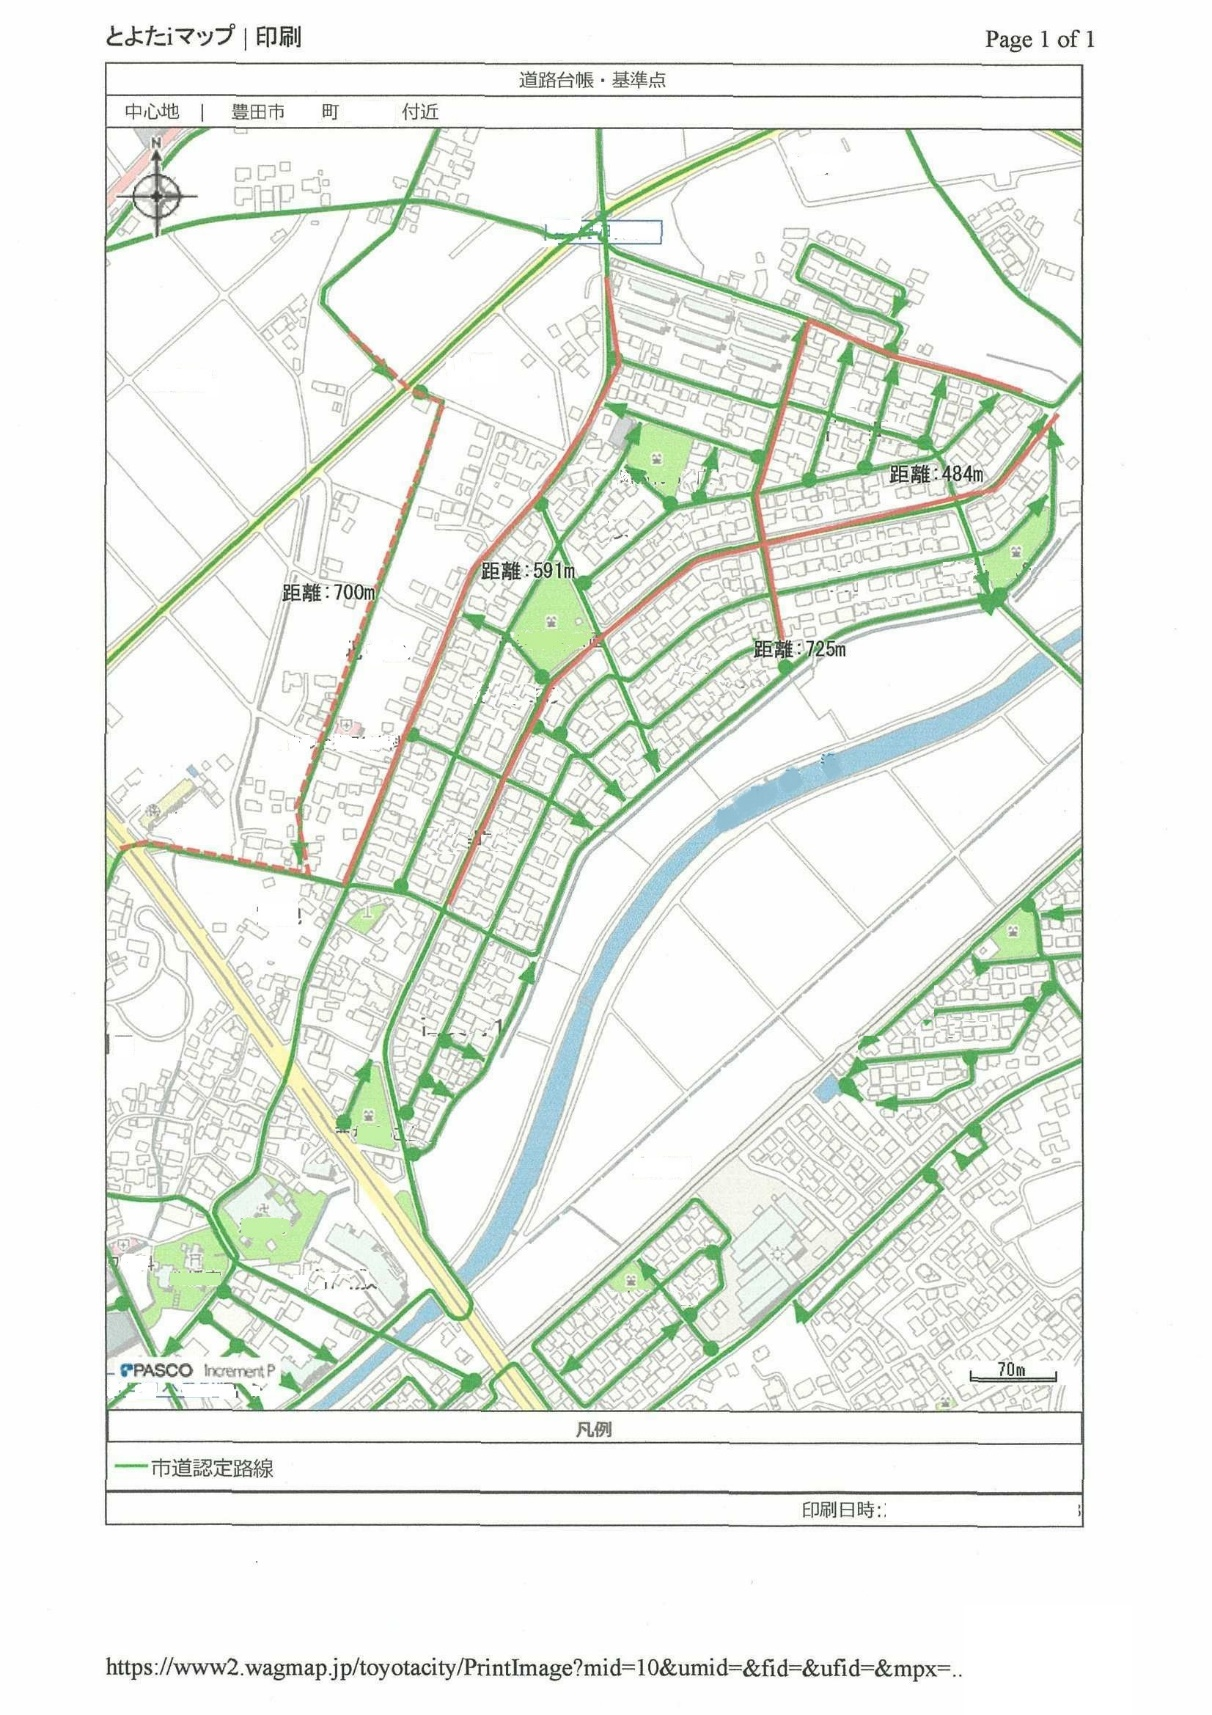 とよたiマップ | 印刷
Page 1 of 1
道路台帳・基準点
中心地 | 豊田市 町 付近
N
距離:484m
距離:591m
距離:700m
距離:725m
PASCO Increment P
70m
凡例
市道認定路線
印刷日時:
https://www2.wagmap.jp/toyotacity/PrintImage?mid=10&umid=&fid=&ufid=&mpx=..